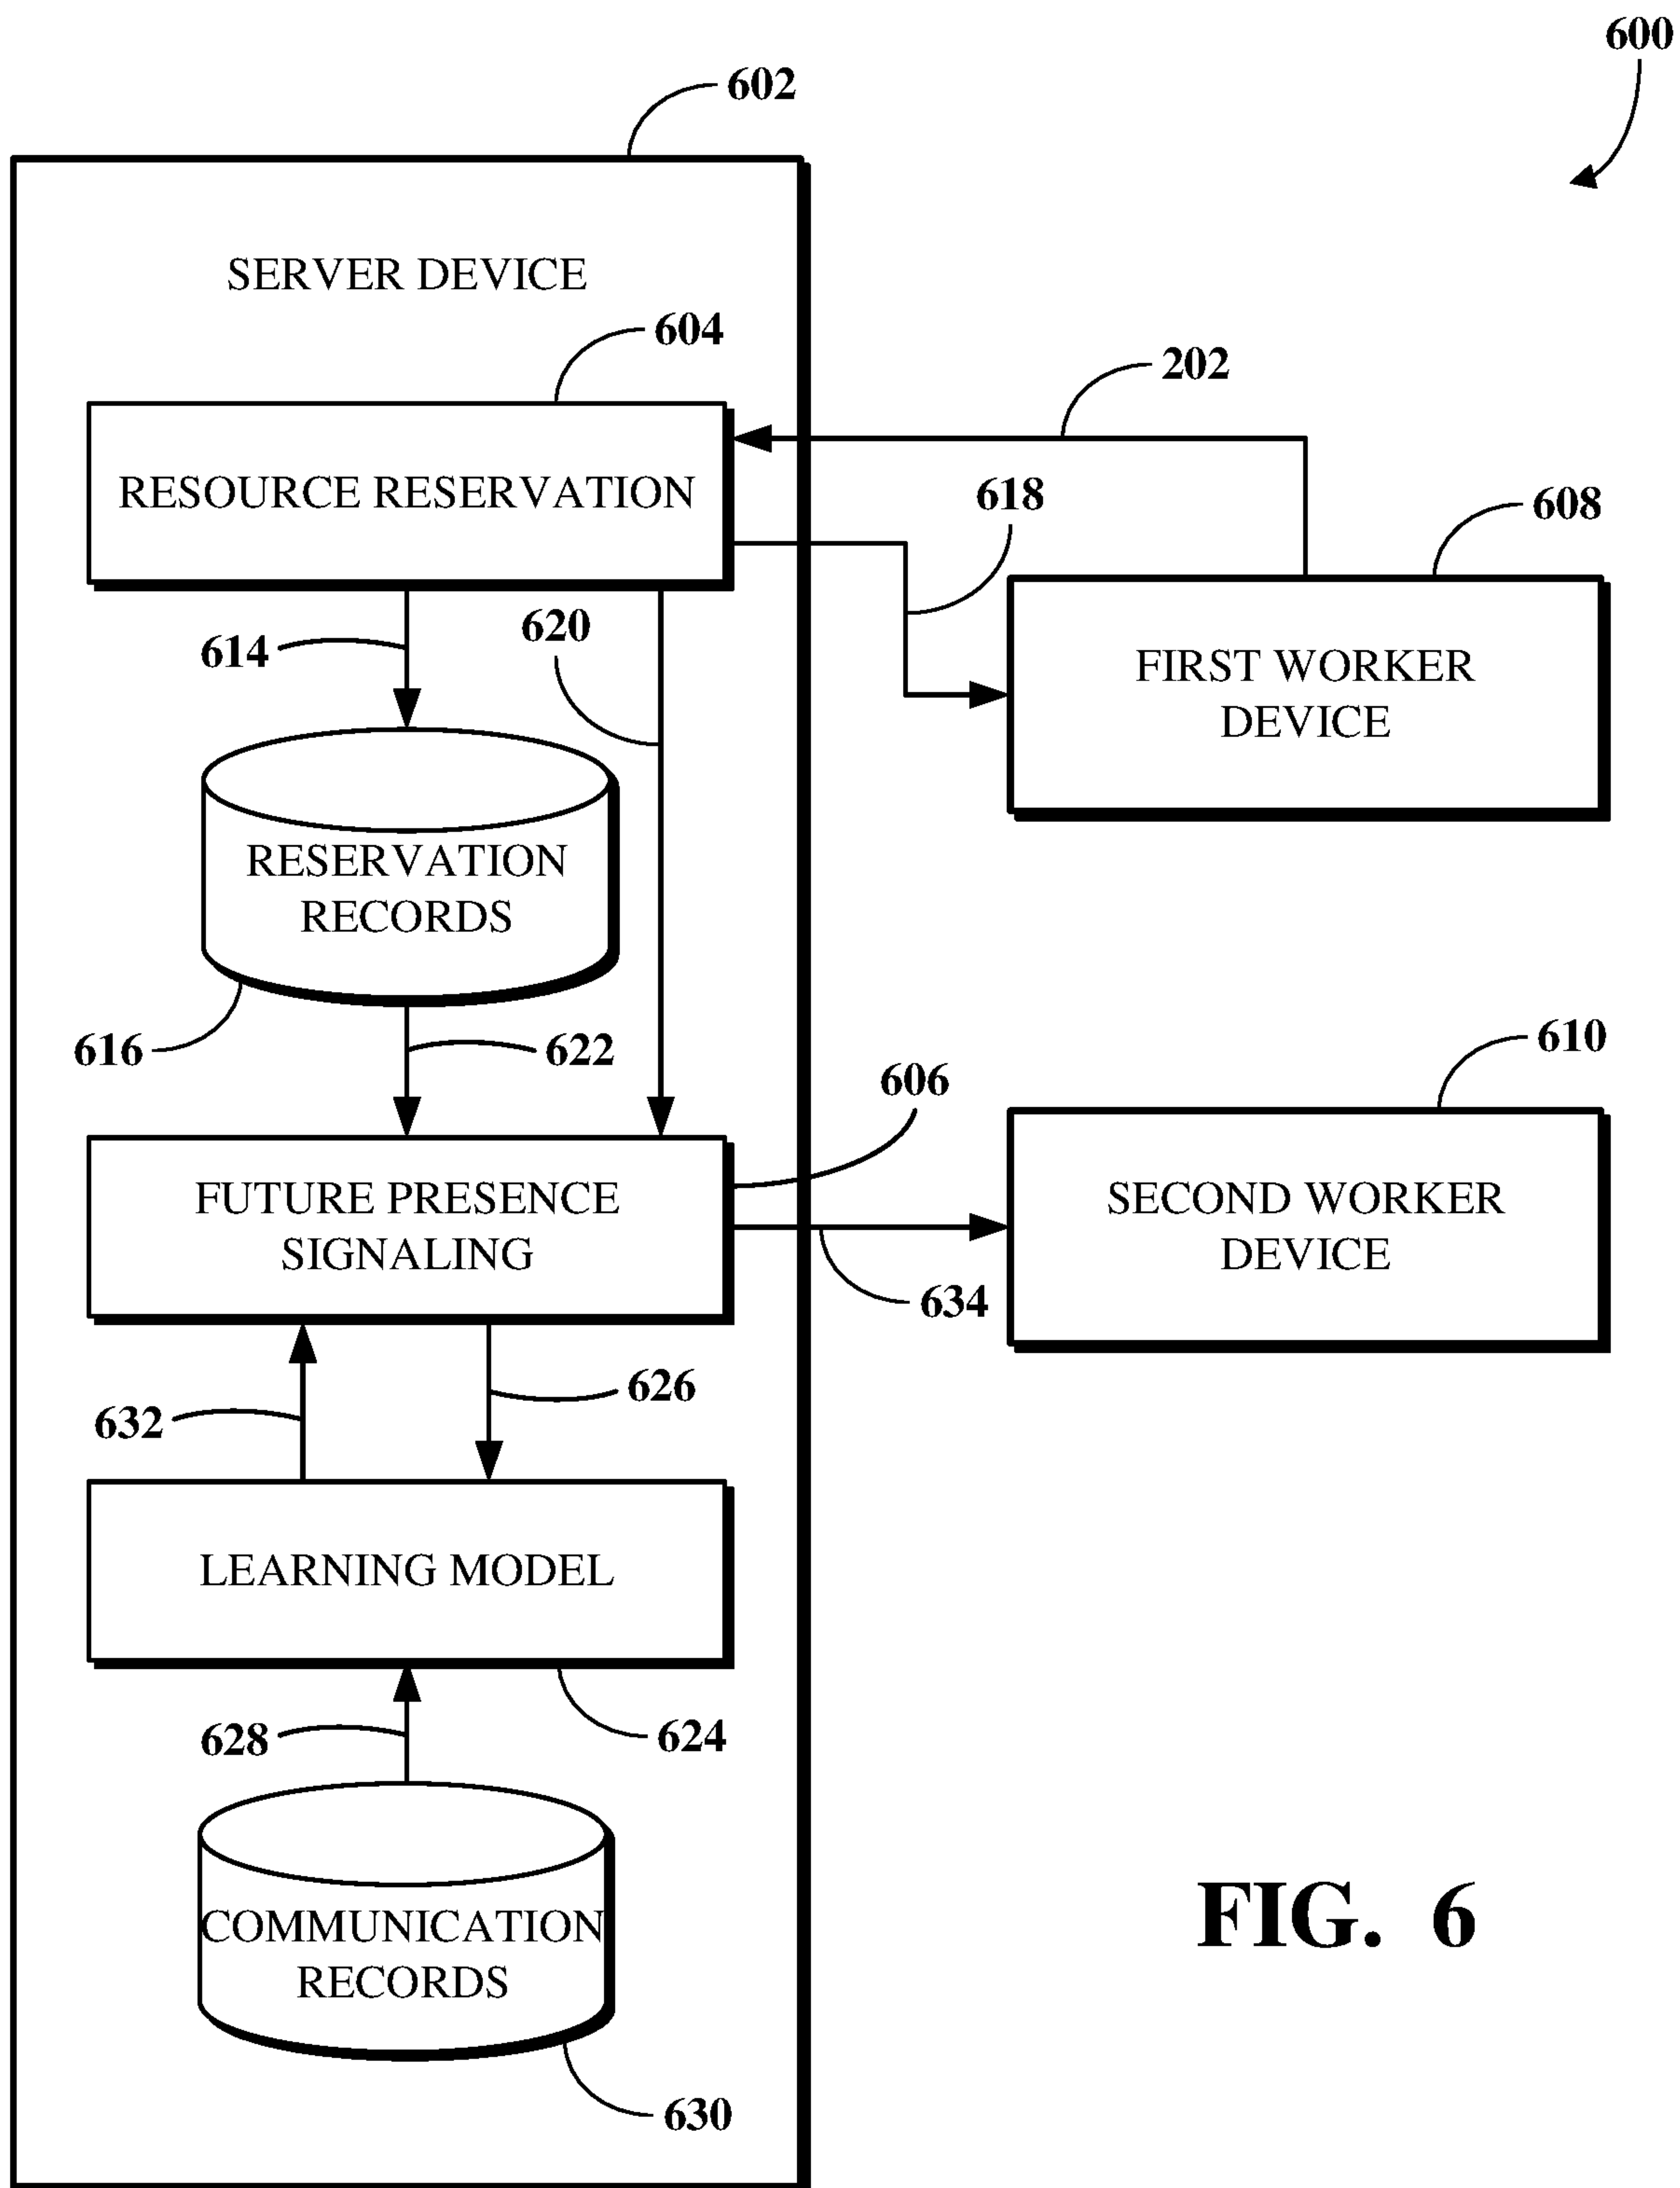 600
602
SERVER DEVICE
604
202
RESOURCE RESERVATION
618
608
614
620
FIRST WORKER
DEVICE
RESERVATION
RECORDS
616
622
606
610
FUTURE PRESENCE
SIGNALING
SECOND WORKER
DEVICE
634
626
632
LEARNING MODEL
628
624
COMMUNICATION
RECORDS
630
FIG. 6